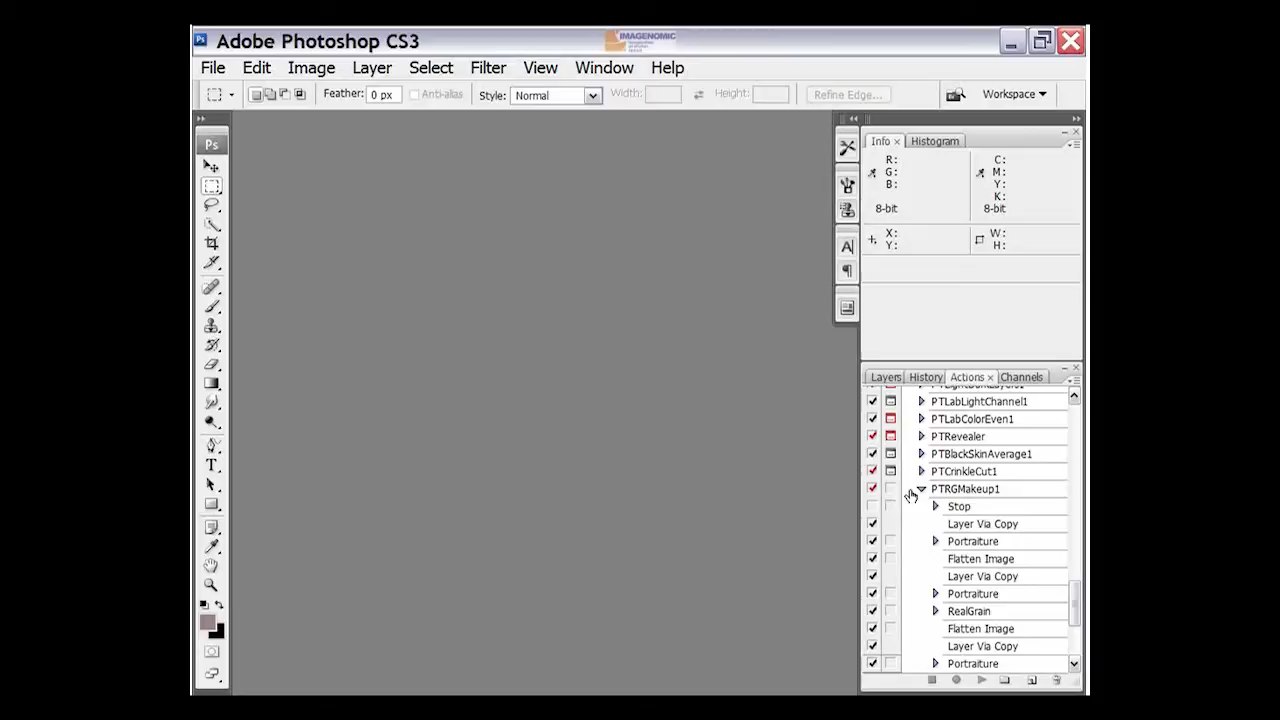 Ps Adobe Photoshop CS3 IMAGENOMIC
File Edit Image Layer Select Filter View Window Help
Feather: 0 px Anti-alias Style: Normal Width: Height: Refine Edge... Workspace
Ps
Info Histogram
R: C:
G: M:
B: Y:
K:
8-bit 8-bit
X: W:
Y: H:
Layers History Actions Channels
PTLabLightChannel1
PTLabColorEven1
PTRevealer
PTBlackSkinAverage1
PTCrinkleCut1
PTRGMakeup1
Stop
Layer Via Copy
Portraiture
Flatten Image
Layer Via Copy
Portraiture
RealGrain
Flatten Image
Layer Via Copy
Portraiture